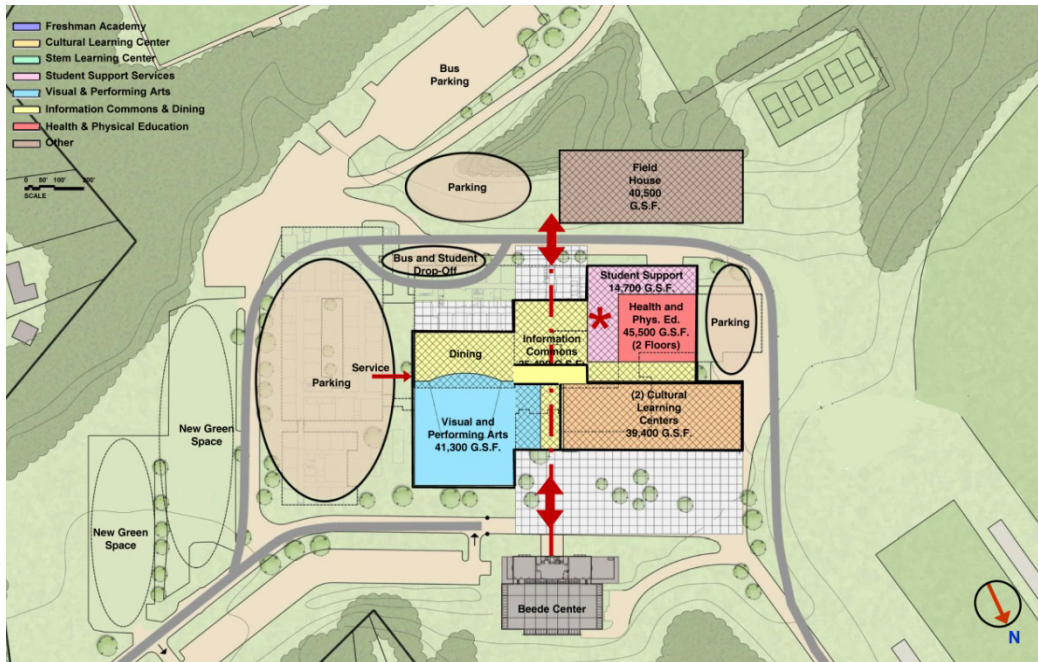 Freshman Academy
Cultural Learning Center
Stem Learning Center
Student Support Services
Visual & Performing Arts
Information Commons & Dining
Health & Physical Education
Other
0 50' 100' 200'
SCALE
Bus
Parking
Parking
Field
House
40,500
G.S.F.
Bus and Student
Drop-Off
Student Support
14,700 G.S.F.
Health and
Phys. Ed.
45,500 G.S.F.
(2 Floors)
Parking
Dining
Information
Commons
G.S.F.
Service
Parking
Visual and
Performing Arts
41,300 G.S.F.
(2) Cultural
Learning
Centers
39,400 G.S.F.
New Green
Space
New Green
Space
Beede Center
N